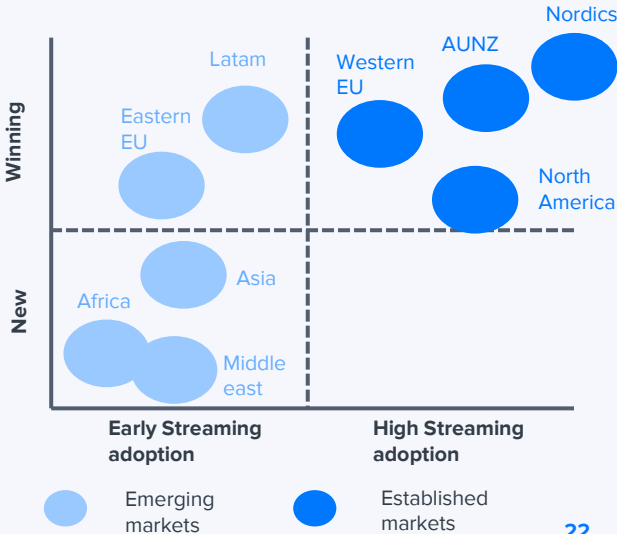 Nordics
AUNZ
Latam
Western
EU
Eastern
EU
North
America
Winning
Asia
Africa
New
Middle
east
Early Streaming
adoption
High Streaming
adoption
Emerging
markets
Established
markets
22